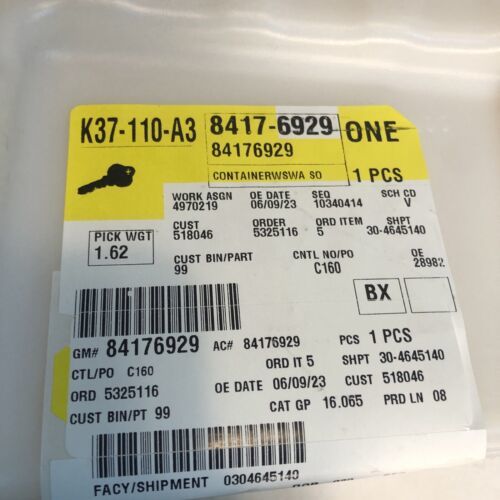 K37-110-A3 8417-6929 ONE
84176929
CONTAINERWSWA SO 1 PCS
WORK ASGN OE DATE SEQ SCH CD
4970219 06/09/23 10340414 V
CUST ORDER ORD ITEM SHPT
PICK WGT 518046 5325116 5 30-4645140
1.62
CUST BIN/PART CNTL NO/PO OE
99 C160 28982
BX
GM# 84176929 AC# 84176929 PCS 1 PCS
CTL/PO C160 ORD IT 5 SHPT 30-4645140
ORD 5325116 OE DATE 06/09/23 CUST 518046
CUST BIN/PT 99 CAT GP 16.065 PRD LN 08
FACY/SHIPMENT 0304645140